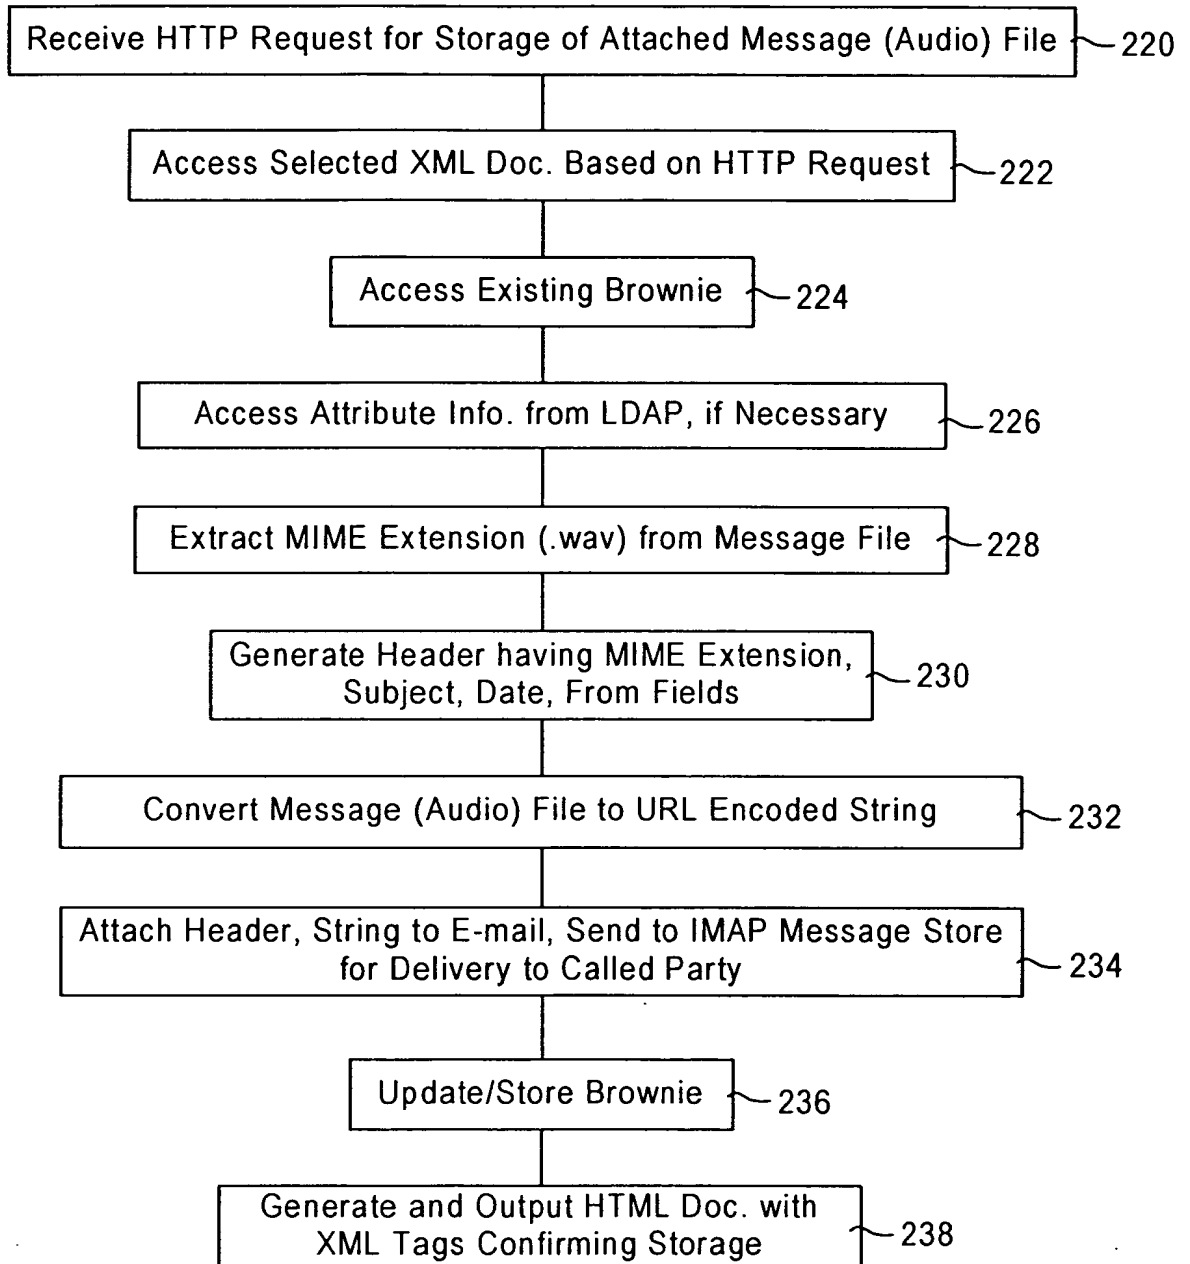 Receive HTTP Request for Storage of Attached Message (Audio) File
220
Access Selected XML Doc. Based on HTTP Request
222
Access Existing Brownie
224
Access Attribute Info. from LDAP, if Necessary
226
Extract MIME Extension (.wav) from Message File
228
Generate Header having MIME Extension,
Subject, Date, From Fields
230
Convert Message (Audio) File to URL Encoded String
232
Attach Header, String to E-mail, Send to IMAP Message Store
for Delivery to Called Party
234
Update/Store Brownie
236
Generate and Output HTML Doc. with
XML Tags Confirming Storage
238